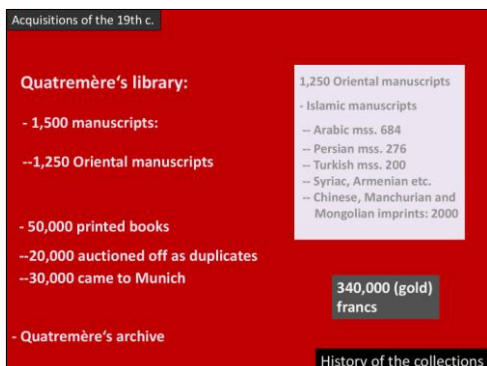 Acquisitions of the 19th c.
Quatremère‘s library:
- 1,500 manuscripts:
--1,250 Oriental manuscripts
- 50,000 printed books
--20,000 auctioned off as duplicates
--30,000 came to Munich
- Quatremère‘s archive
1,250 Oriental manuscripts
- Islamic manuscripts
-- Arabic mss. 684
-- Persian mss. 276
-- Turkish mss. 200
-- Syriac, Armenian etc.
-- Chinese, Manchurian and
Mongolian imprints: 2000
340,000 (gold)
francs
History of the collections